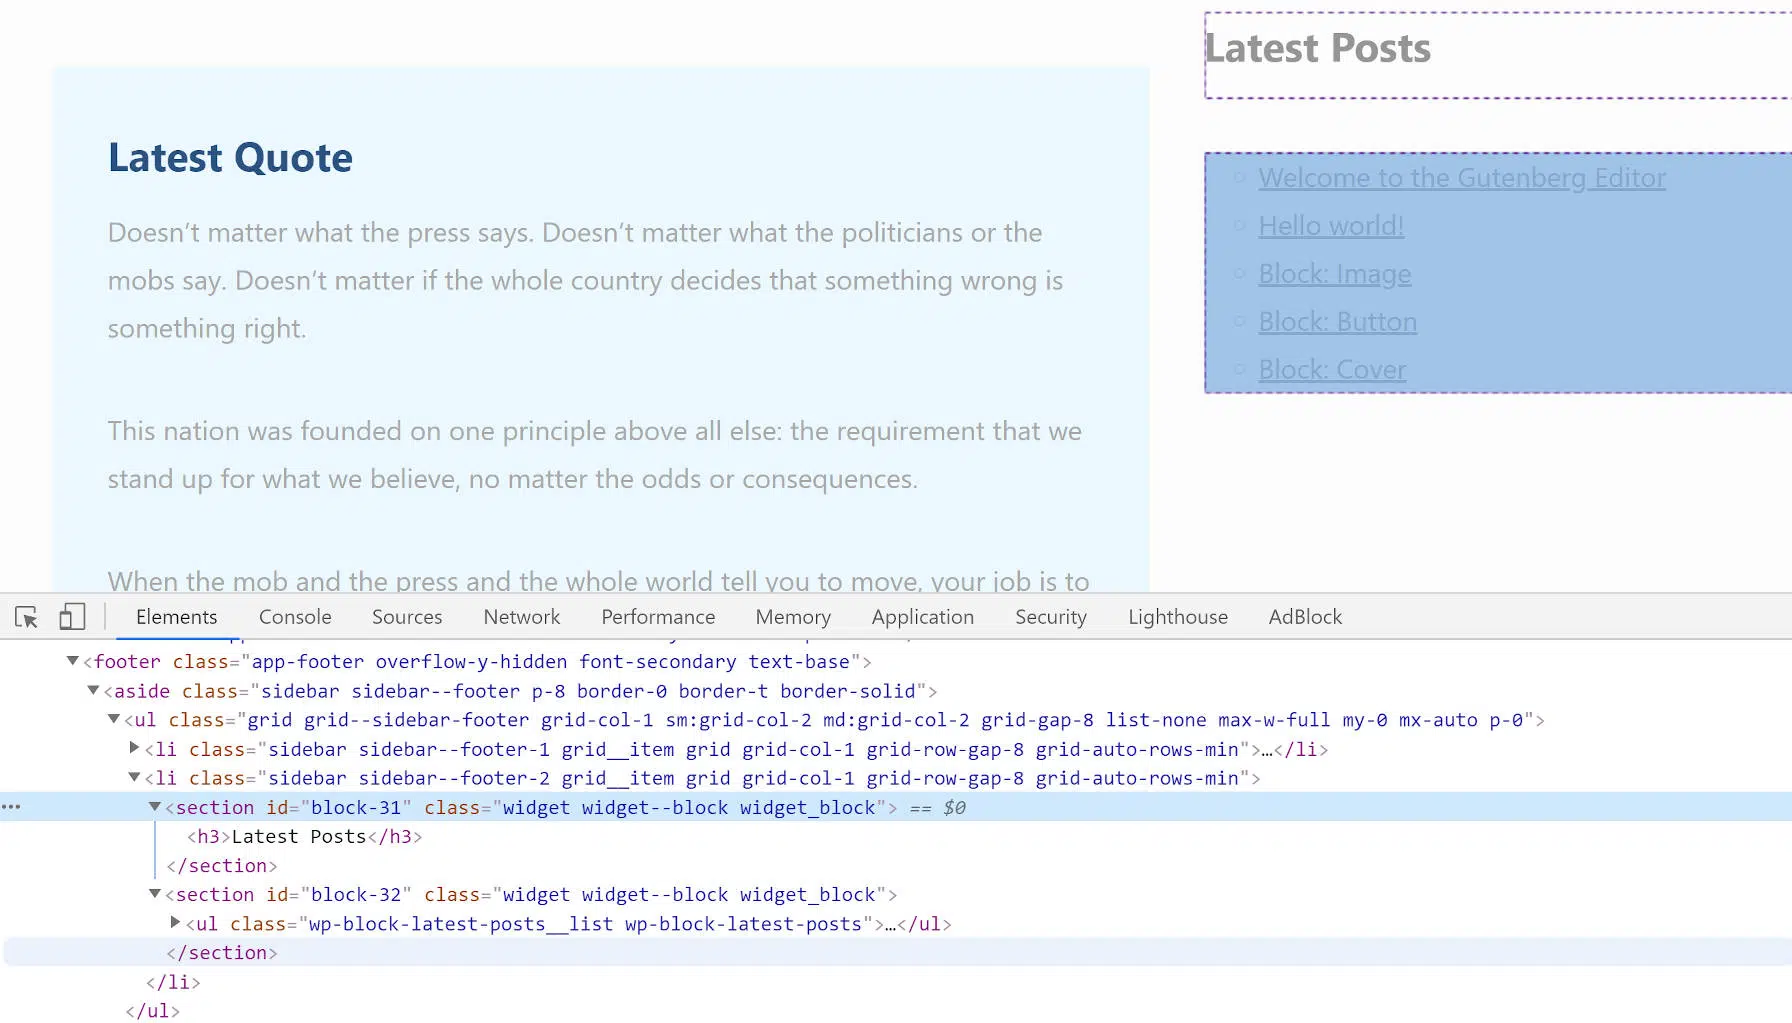 Latest Posts
Welcome to the Gutenberg Editor
Hello world!
Block: Image
Block: Button
Block: Cover
Latest Quote
Doesn’t matter what the press says. Doesn’t matter what the politicians or the
mobs say. Doesn’t matter if the whole country decides that something wrong is
something right.
This nation was founded on one principle above all else: the requirement that we
stand up for what we believe, no matter the odds or consequences.
When the mob and the press and the whole world tell you to move, your job is to
Elements Console Sources Network Performance Memory Application Security Lighthouse AdBlock
<footer class="app-footer overflow-y-hidden font-secondary text-base">
<aside class="sidebar sidebar--footer p-8 border-0 border-t border-solid">
<ul class="grid grid--sidebar-footer grid-col-1 sm:grid-col-2 md:grid-col-2 grid-gap-8 list-none max-w-full my-0 mx-auto p-0">
<li class="sidebar sidebar--footer-1 grid__item grid grid-col-1 grid-row-gap-8 grid-auto-rows-min">…</li>
<li class="sidebar sidebar--footer-2 grid__item grid grid-col-1 grid-row-gap-8 grid-auto-rows-min">
<section id="block-31" class="widget widget--block widget_block"> == $0
<h3>Latest Posts</h3>
</section>
<section id="block-32" class="widget widget--block widget_block">
<ul class="wp-block-latest-posts__list wp-block-latest-posts">…</ul>
</section>
</li>
</ul>